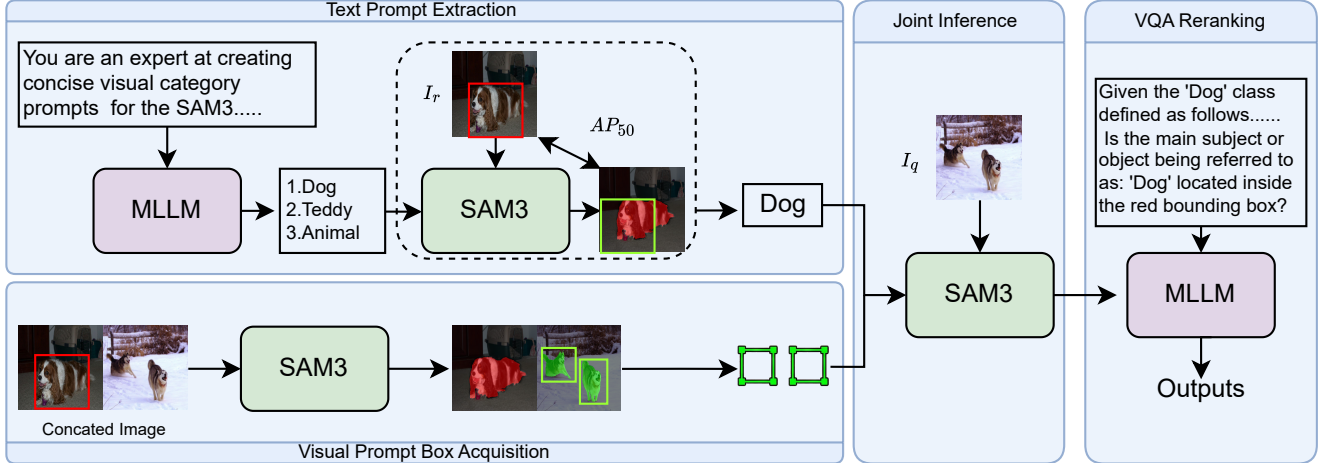 Text Prompt Extraction
You are an expert at creating
concise visual category
prompts for the SAM3.....
MLLM
1.Dog
2.Teddy
3.Animal
I_r
SAM3
AP_50
Dog
Concated Image
SAM3
Visual Prompt Box Acquisition
Joint Inference
I_q
SAM3
VQA Reranking
Given the 'Dog' class
defined as follows......
Is the main subject or
object being referred to
as: 'Dog' located inside
the red bounding box?
MLLM
Outputs